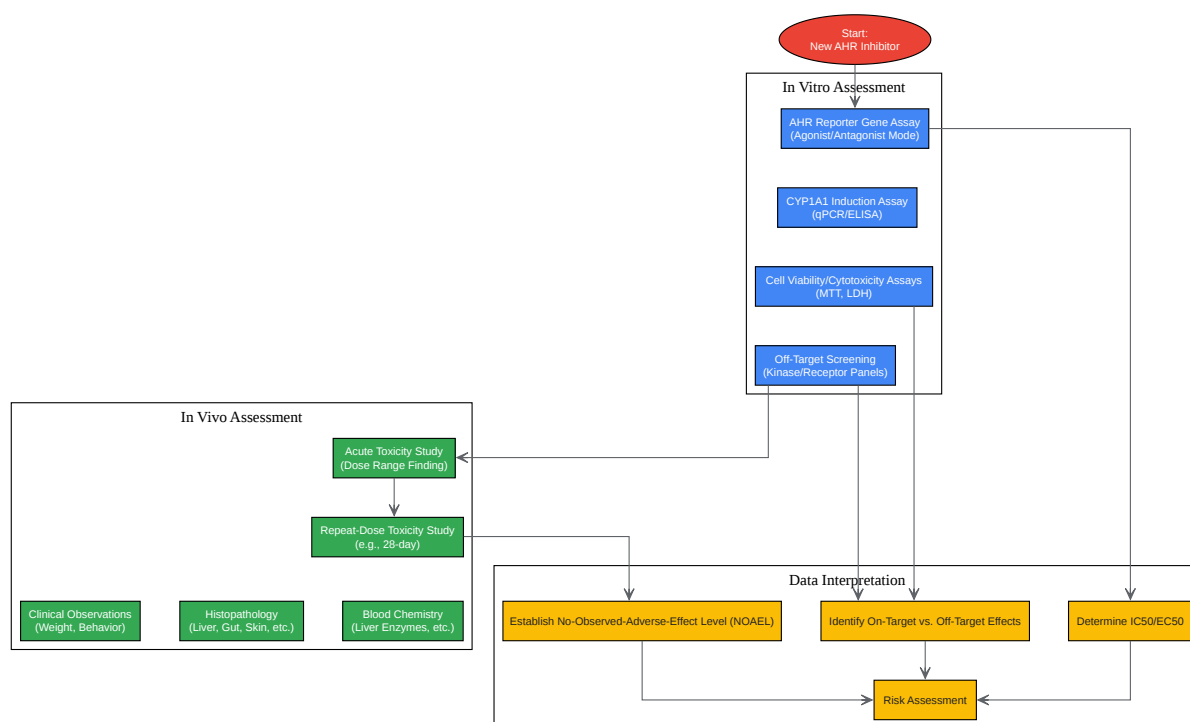 Start:
New AHR Inhibitor
In Vitro Assessment
AHR Reporter Gene Assay
(Agonist/Antagonist Mode)
CYP1A1 Induction Assay
(qPCR/ELISA)
Cell Viability/Cytotoxicity Assays
(MTT, LDH)
Off-Target Screening
(Kinase/Receptor Panels)
In Vivo Assessment
Acute Toxicity Study
(Dose Range Finding)
Repeat-Dose Toxicity Study
(e.g., 28-day)
Clinical Observations
(Weight, Behavior)
Histopathology
(Liver, Gut, Skin, etc.)
Blood Chemistry
(Liver Enzymes, etc.)
Data Interpretation
Establish No-Observed-Adverse-Effect Level (NOAEL)
Identify On-Target vs. Off-Target Effects
Determine IC50/EC50
Risk Assessment